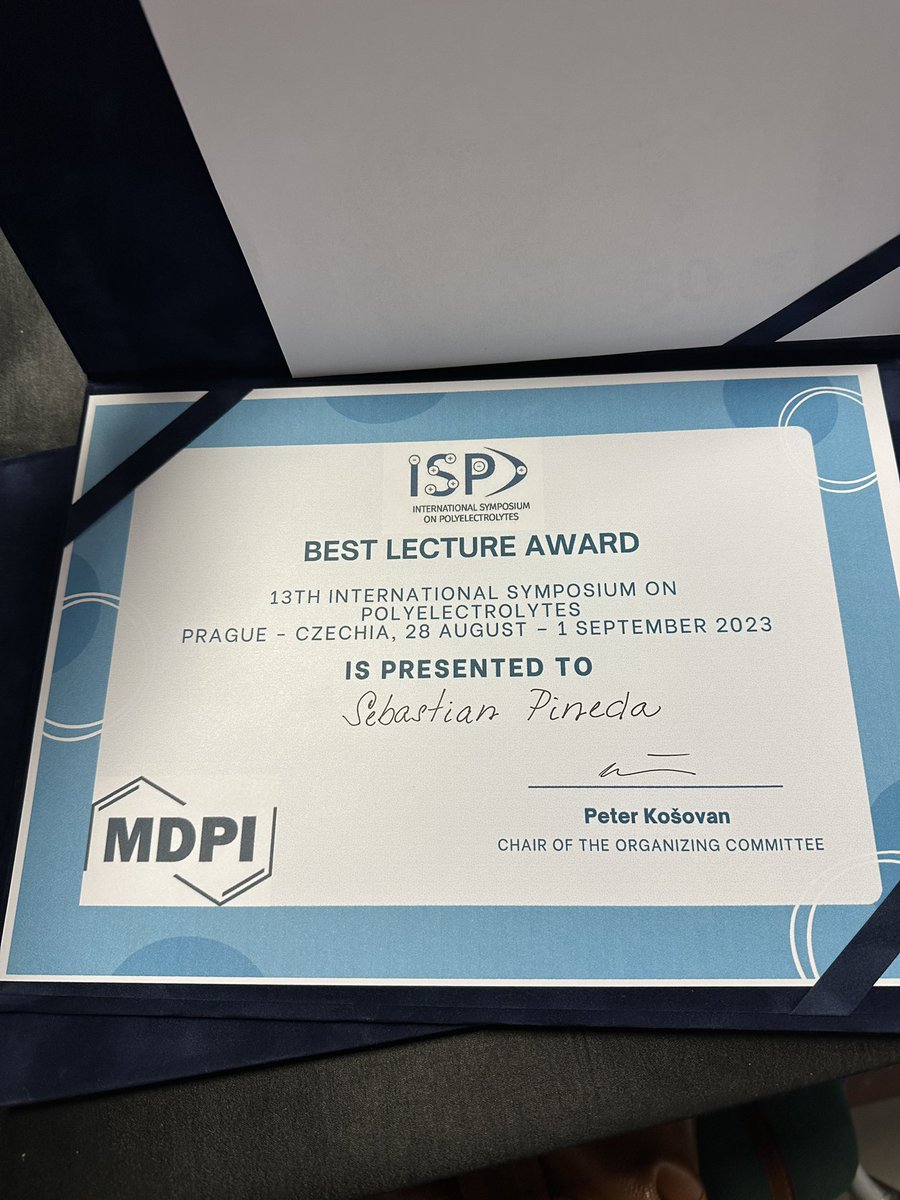 iSP
INTERNATIONAL SYMPOSIUM
ON POLYELECTROLYTES
BEST LECTURE AWARD
13TH INTERNATIONAL SYMPOSIUM ON
POLYELECTROLYTES
PRAGUE – CZECHIA, 28 AUGUST – 1 SEPTEMBER 2023
IS PRESENTED TO
Sebastian Pineda
Peter Košovan
CHAIR OF THE ORGANIZING COMMITTEE
MDPI